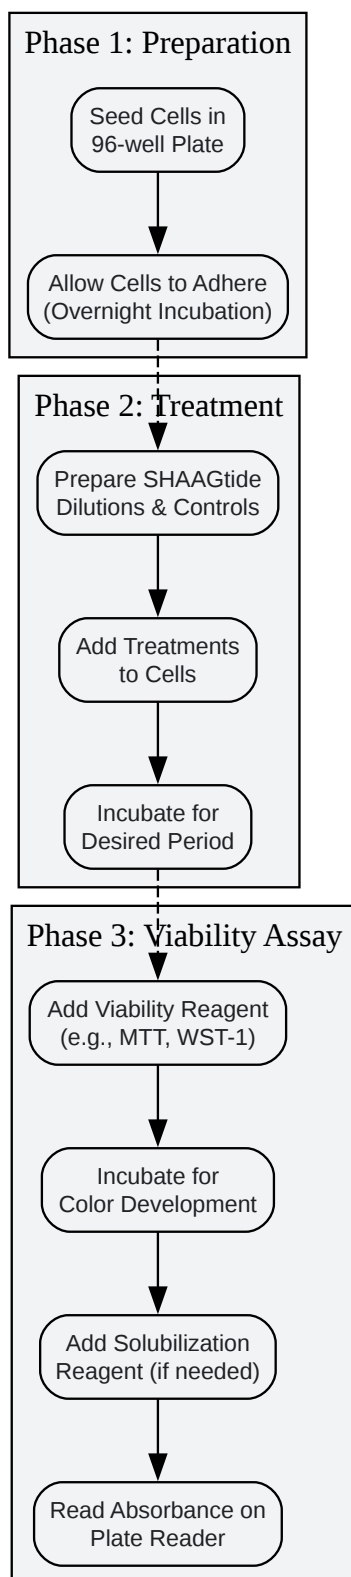 Phase 1: Preparation
Seed Cells in
96-well Plate
Allow Cells to Adhere
(Overnight Incubation)
Phase 2: Treatment
Prepare SHAAGtide
Dilutions & Controls
Add Treatments
to Cells
Incubate for
Desired Period
Phase 3: Viability Assay
Add Viability Reagent
(e.g., MTT, WST-1)
Incubate for
Color Development
Add Solubilization
Reagent (if needed)
Read Absorbance on
Plate Reader